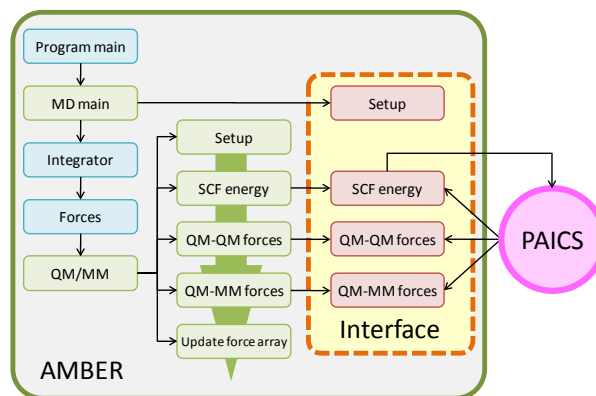 Program main
MD main
Setup
Setup
Integrator
SCF energy
SCF energy
Forces
QM-QM forces
QM-QM forces
PAICS
QM/MM
QM-MM forces
QM-MM forces
Interface
Update force array
AMBER